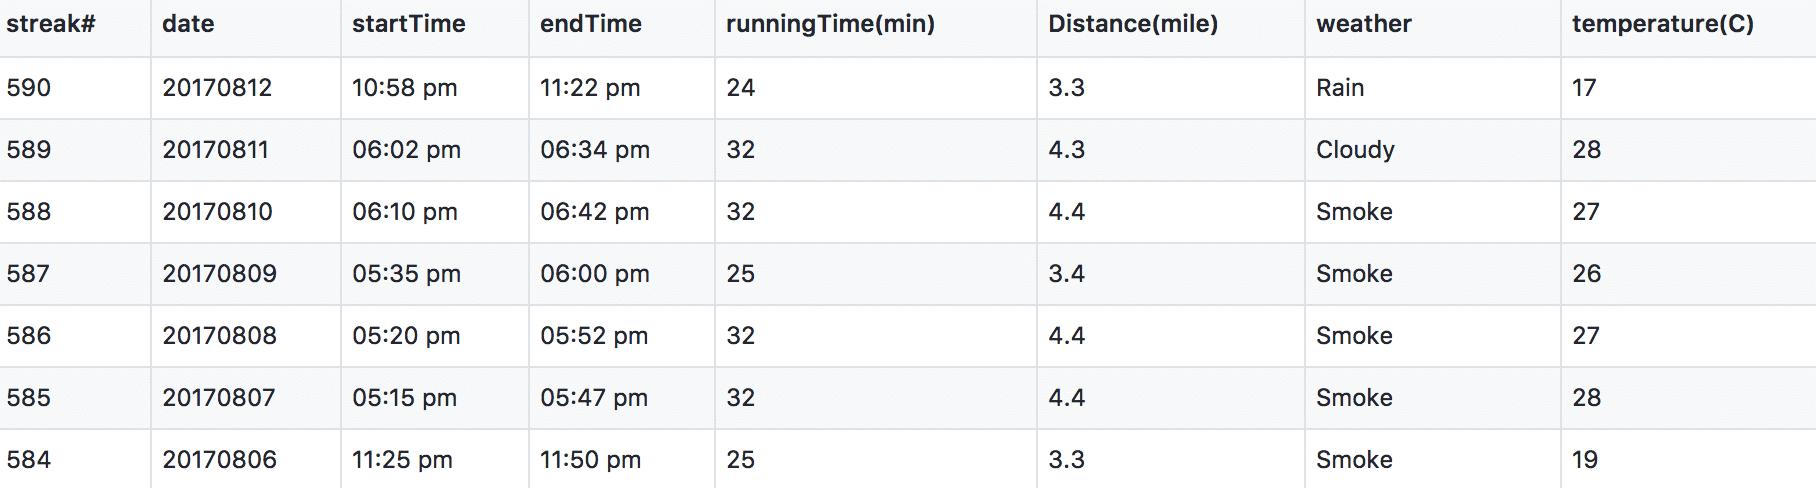 streak# date startTime endTime runningTime(min) Distance(mile) weather temperature(C)
590 20170812 10:58 pm 11:22 pm 24 3.3 Rain 17
589 20170811 06:02 pm 06:34 pm 32 4.3 Cloudy 28
588 20170810 06:10 pm 06:42 pm 32 4.4 Smoke 27
587 20170809 05:35 pm 06:00 pm 25 3.4 Smoke 26
586 20170808 05:20 pm 05:52 pm 32 4.4 Smoke 27
585 20170807 05:15 pm 05:47 pm 32 4.4 Smoke 28
584 20170806 11:25 pm 11:50 pm 25 3.3 Smoke 19